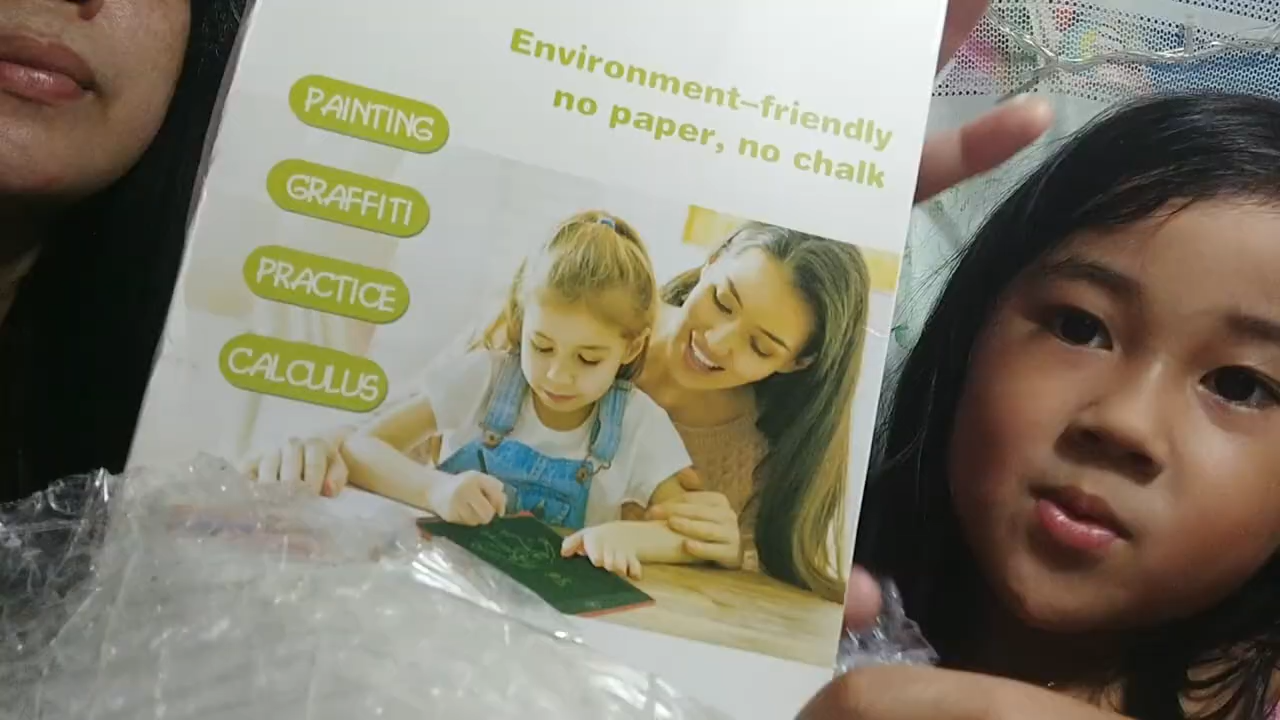 Environment-friendly
no paper, no chalk
PAINTING
GRAFFITI
PRACTICE
CALCULUS